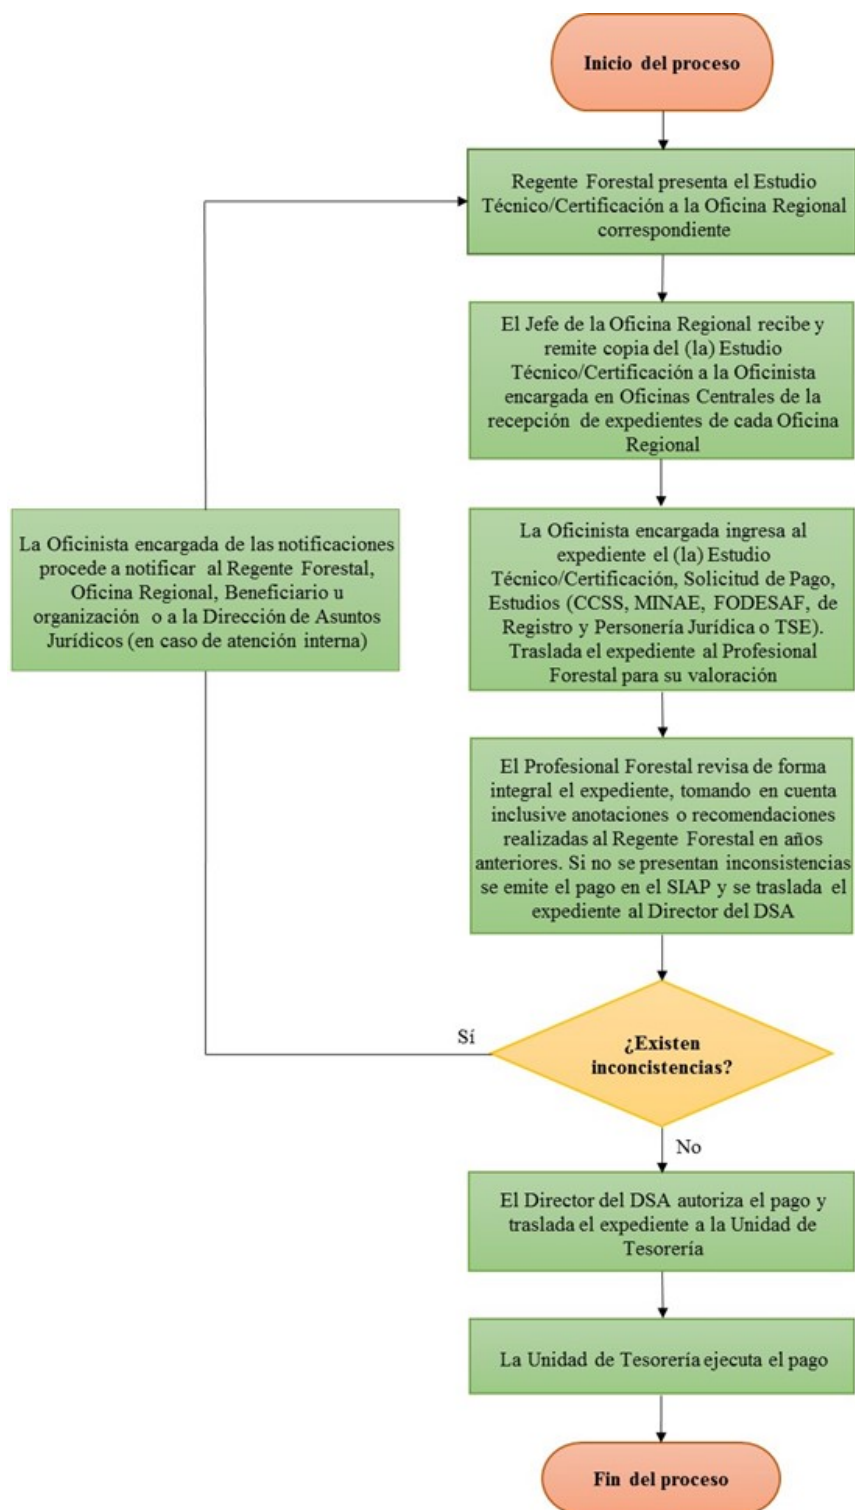 Inicio del proceso
Regente Forestal presenta el Estudio
Técnico/Certificación a la Oficina Regional
correspondiente
El Jefe de la Oficina Regional recibe y
remite copia del (la) Estudio
Técnico/Certificación a la Oficinista
encargada en Oficinas Centrales de la
recepción de expedientes de cada Oficina
Regional
La Oficinista encargada ingresa al
expediente el (la) Estudio
Técnico/Certificación, Solicitud de Pago,
Estudios (CCSS, MINAE, FODESAF, de
Registro y Personería Jurídica o TSE).
Traslada el expediente al Profesional
Forestal para su valoración
La Oficinista encargada de las notificaciones
procede a notificar al Regente Forestal,
Oficina Regional, Beneficiario u
organización o a la Dirección de Asuntos
Jurídicos (en caso de atención interna)
El Profesional Forestal revisa de forma
integral el expediente, tomando en cuenta
inclusive anotaciones o recomendaciones
realizadas al Regente Forestal en años
anteriores. Si no se presentan inconsistencias
se emite el pago en el SIAP y se traslada el
expediente al Director del DSA
Sí
¿Existen
inconcistencias?
No
El Director del DSA autoriza el pago y
traslada el expediente a la Unidad de
Tesorería
La Unidad de Tesorería ejecuta el pago
Fin del proceso